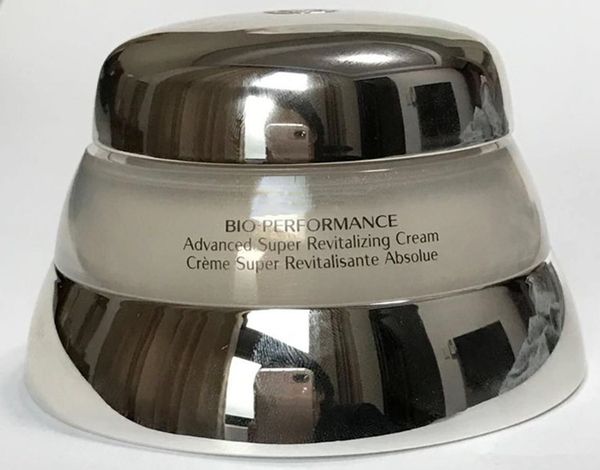 BIO-PERFORMANCE
Advanced Super Revitalizing Cream
Crème Super Revitalisante Absolue